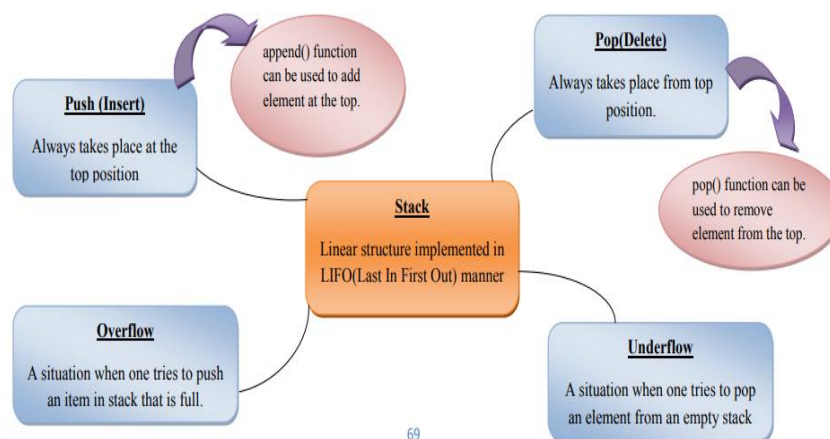 Push (Insert)
Always takes place at the
top position
append() function
can be used to add
element at the top.
Pop(Delete)
Always takes place from top
position.
pop() function can be
used to remove
element from the top.
Stack
Linear structure implemented in
LIFO(Last In First Out) manner
Overflow
A situation when one tries to push
an item in stack that is full.
Underflow
A situation when one tries to pop
an element from an empty stack
69